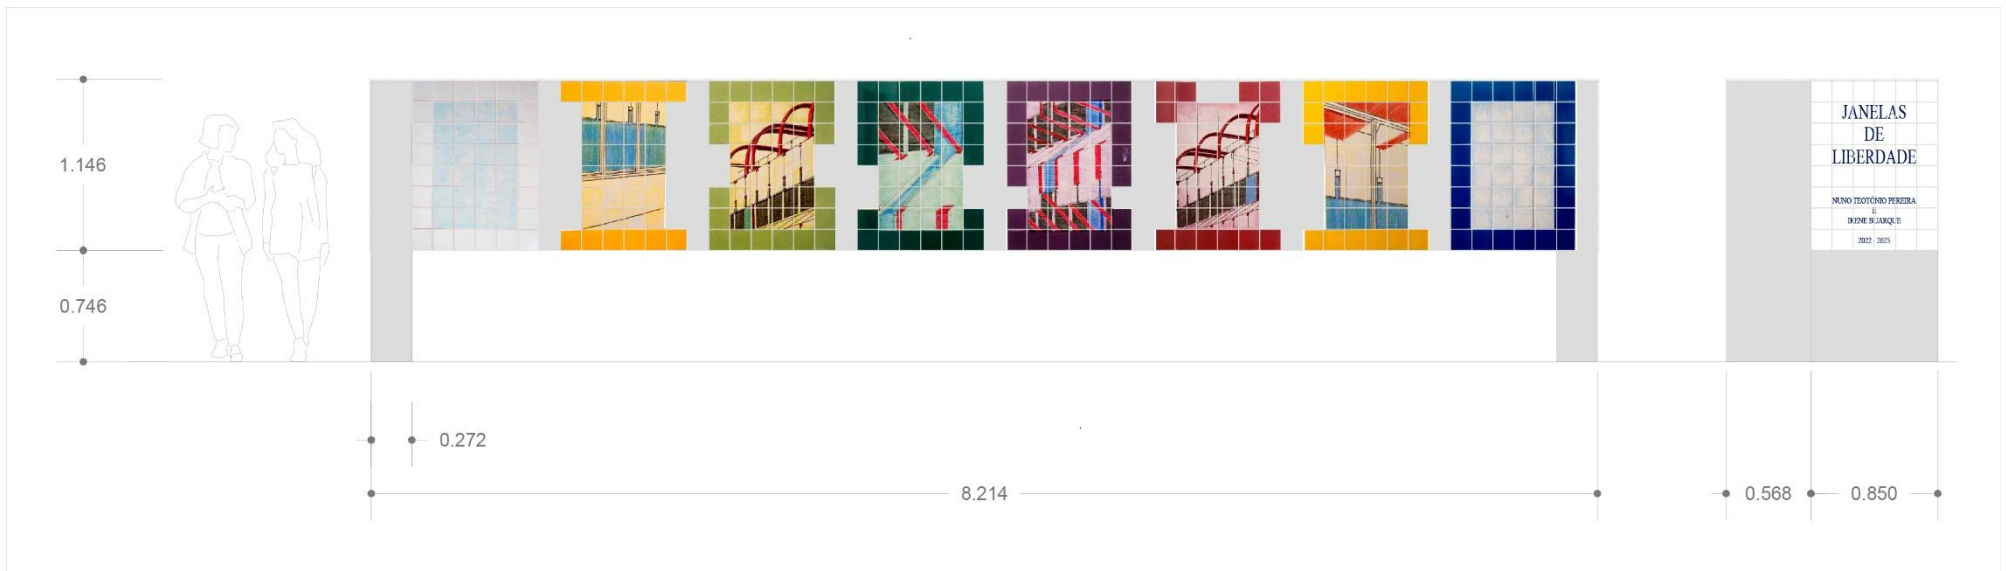 1.146
0.746
0.272
8.214
JANELAS
DE
LIBERDADE
NUNO TEOTÓNIO PEREIRA
E
IRENE BUARQUE
2022 - 2025
0.568
0.850